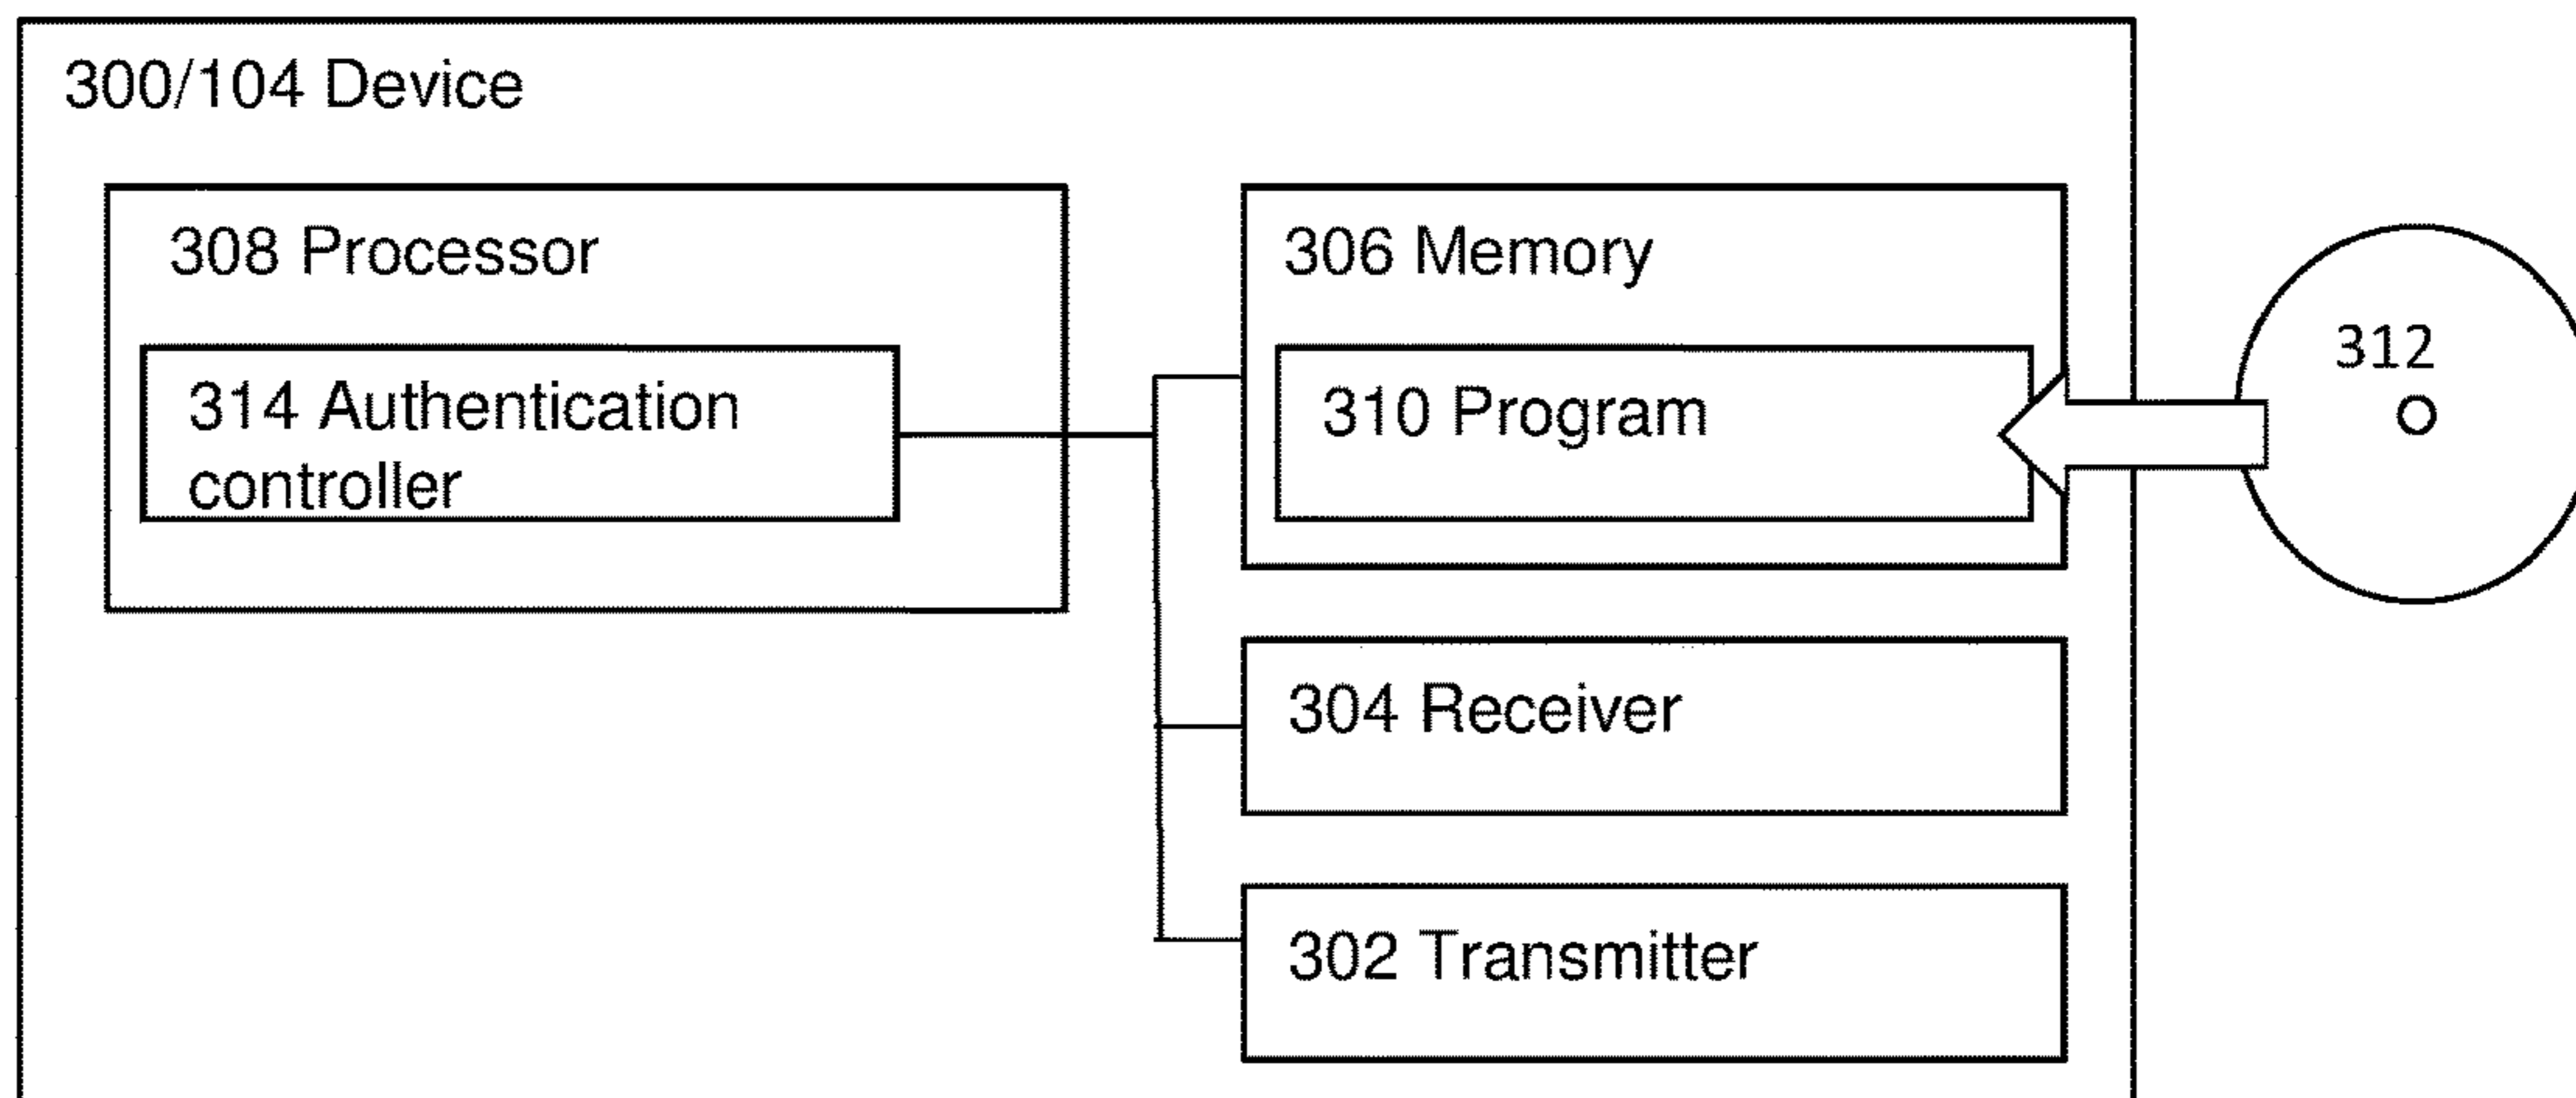 300/104 Device
308 Processor
314 Authentication
controller
306 Memory
310 Program
312
304 Receiver
302 Transmitter